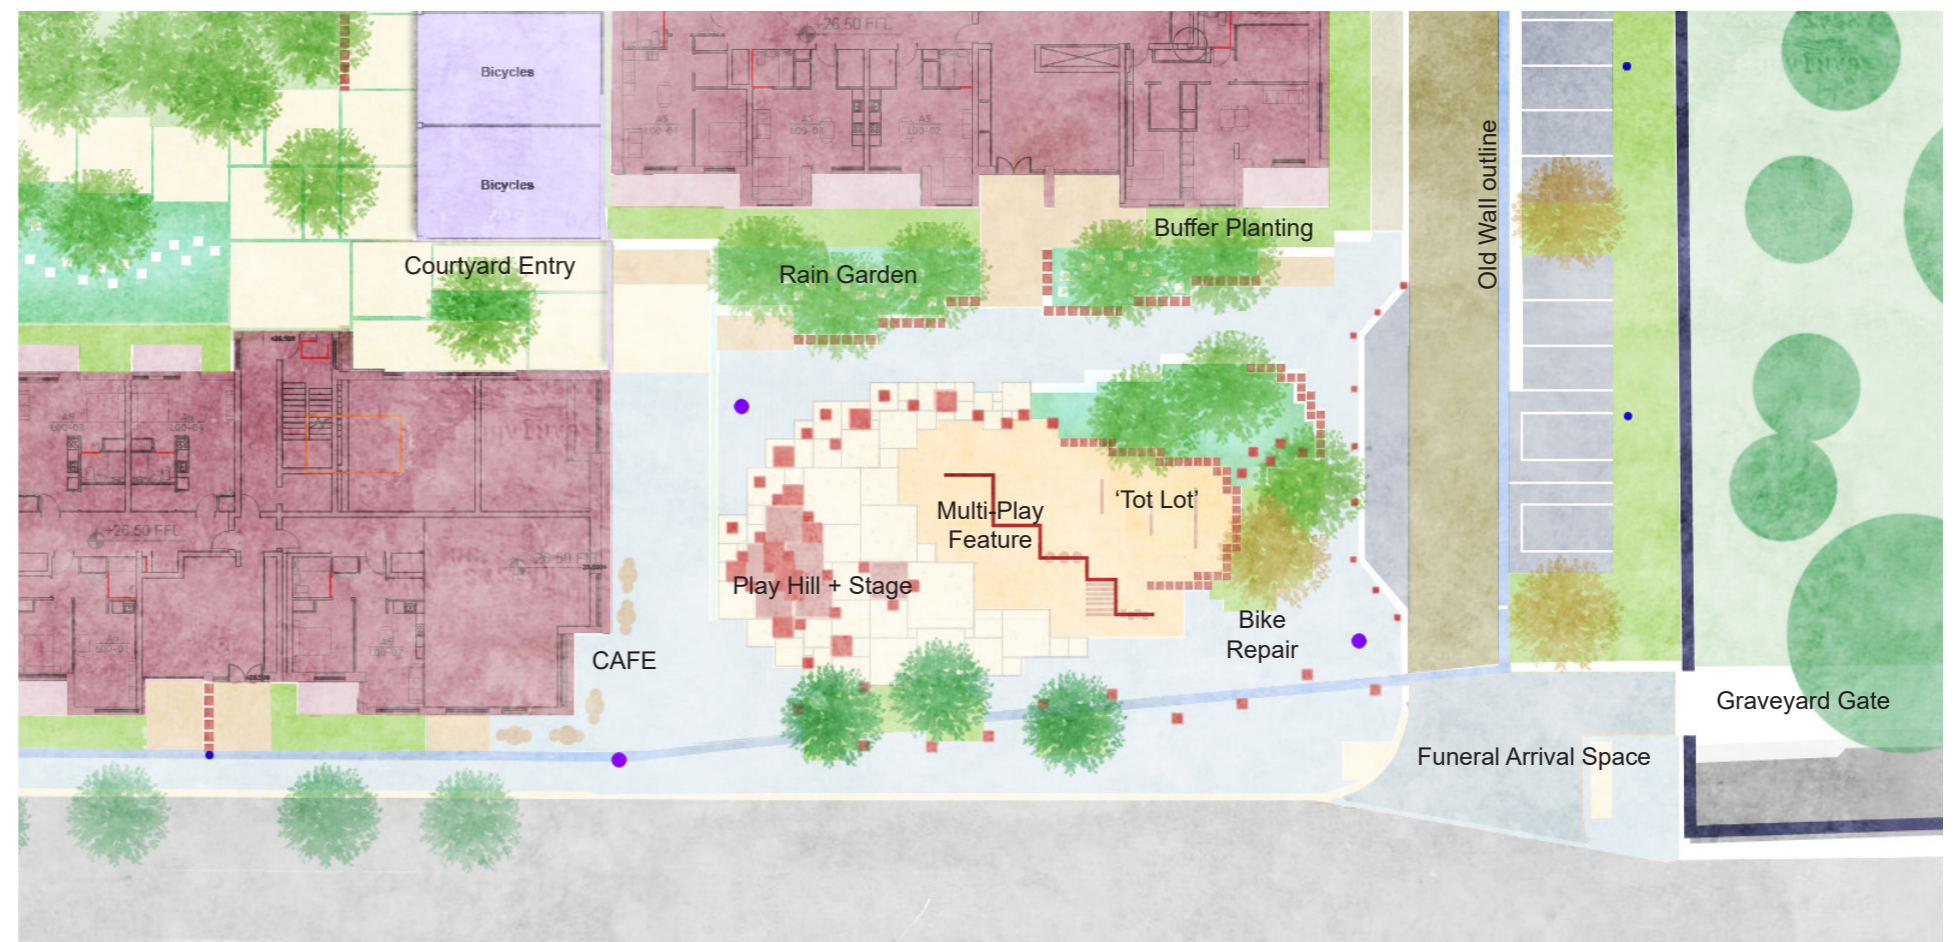 +26.50 FFL
Bicycles
Bicycles
Old Wall outline
Buffer Planting
Courtyard Entry
Rain Garden
‘Tot Lot’
Multi-Play
Feature
+26.50 FFL
Play Hill + Stage
Bike
Repair
CAFE
Graveyard Gate
Funeral Arrival Space